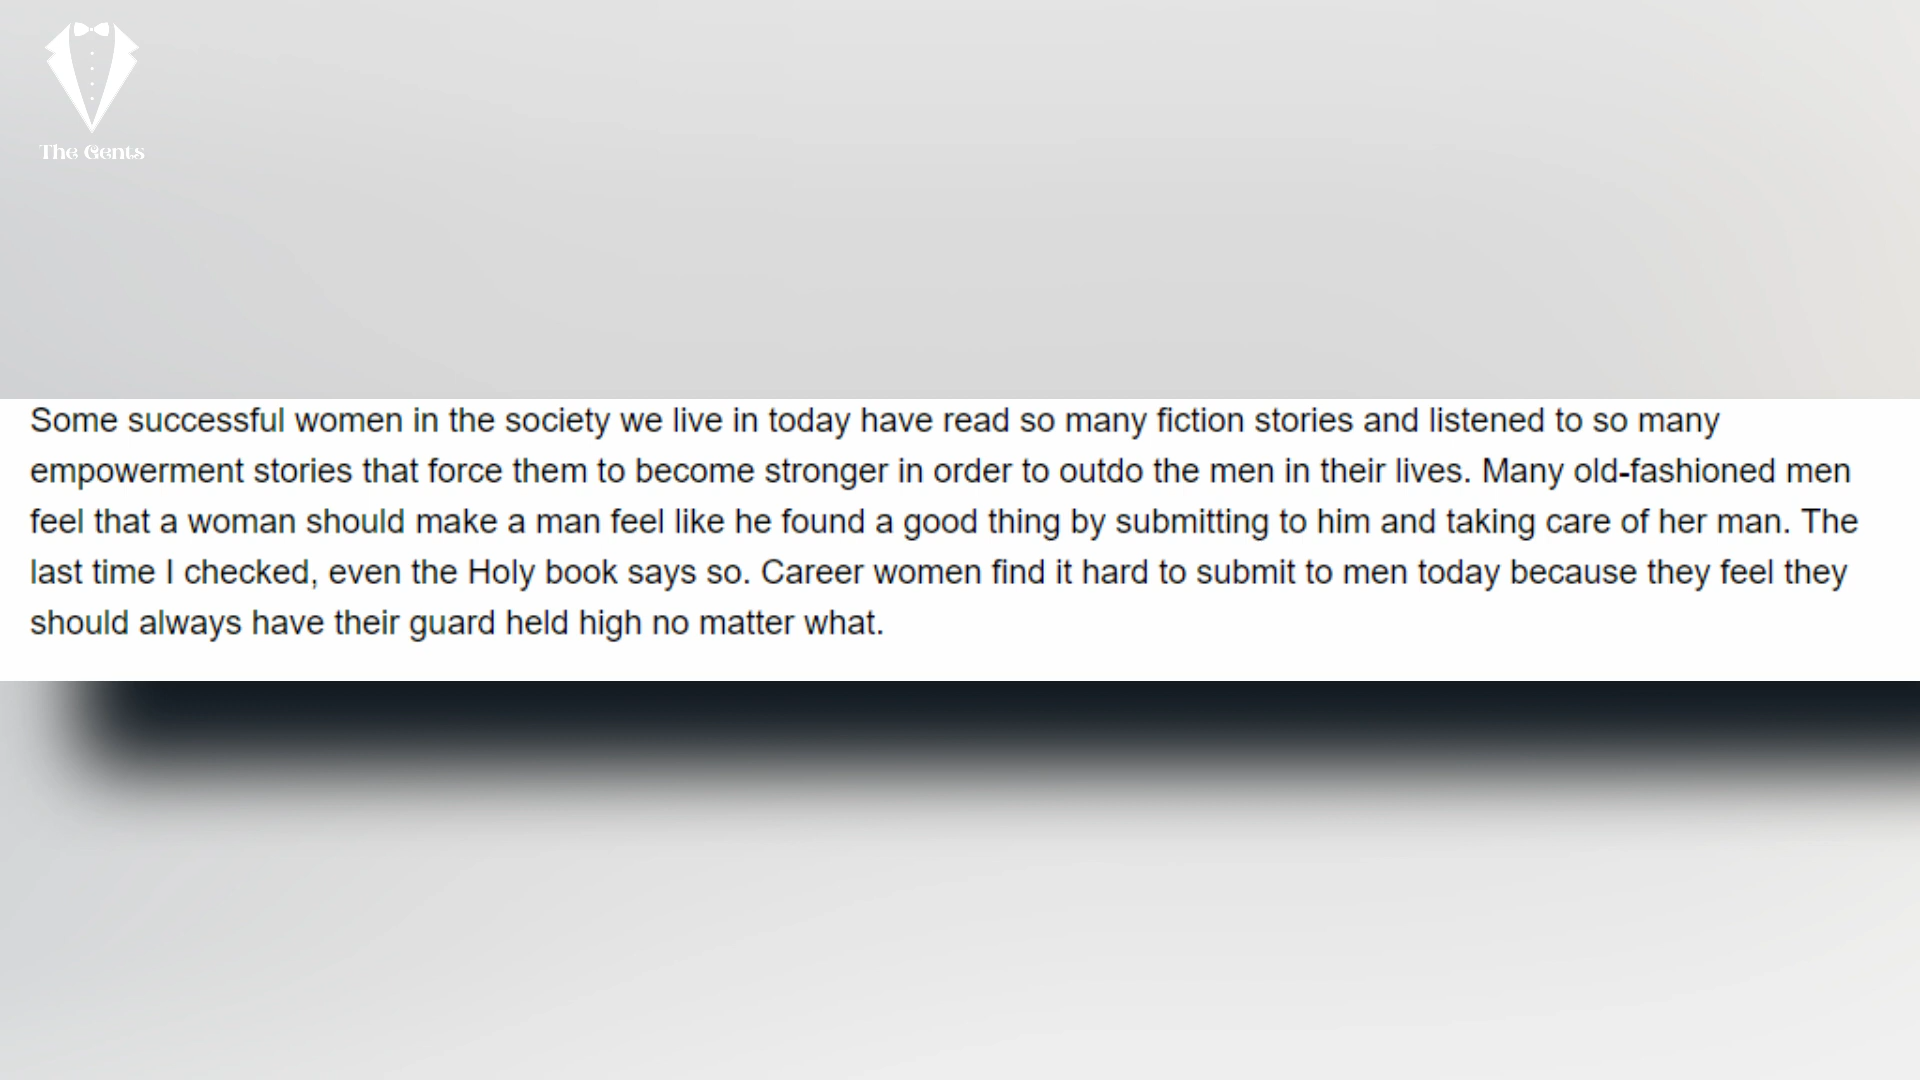 The Gents
Some successful women in the society we live in today have read so many fiction stories and listened to so many
empowerment stories that force them to become stronger in order to outdo the men in their lives. Many old-fashioned men
feel that a woman should make a man feel like he found a good thing by submitting to him and taking care of her man. The
last time I checked, even the Holy book says so. Career women find it hard to submit to men today because they feel they
should always have their guard held high no matter what.